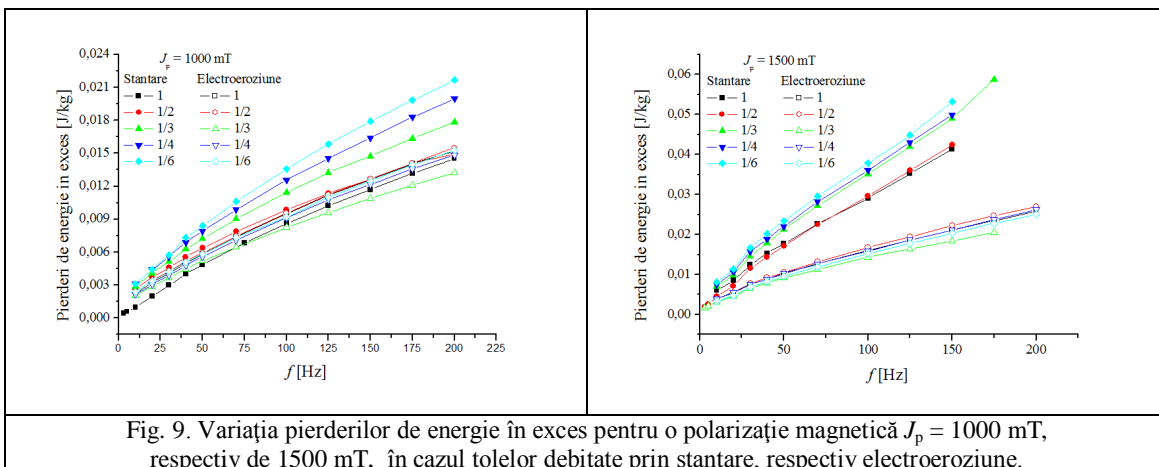 J_p = 1000 mT
Stantare Electroeroziune
1 1
1/2 1/2
1/3 1/3
1/4 1/4
1/6 1/6
Pierderi de energie in exces [J/kg]
0,024
0,021
0,018
0,015
0,012
0,009
0,006
0,003
0,000
0 25 50 75 100 125 150 175 200 225
f [Hz]
J_p = 1500 mT
Stantare Electroeroziune
1 1
1/2 1/2
1/3 1/3
1/4 1/4
1/6 1/6
Pierderi de energie in exces [J/kg]
0,06
0,05
0,04
0,03
0,02
0,01
0,00
0 50 100 150 200
f [Hz]
Fig. 9. Variaţia pierderilor de energie în exces pentru o polarizaţie magnetică J_p = 1000 mT,
respectiv de 1500 mT, în cazul tolelor debitate prin stantare, respectiv electroeroziune.